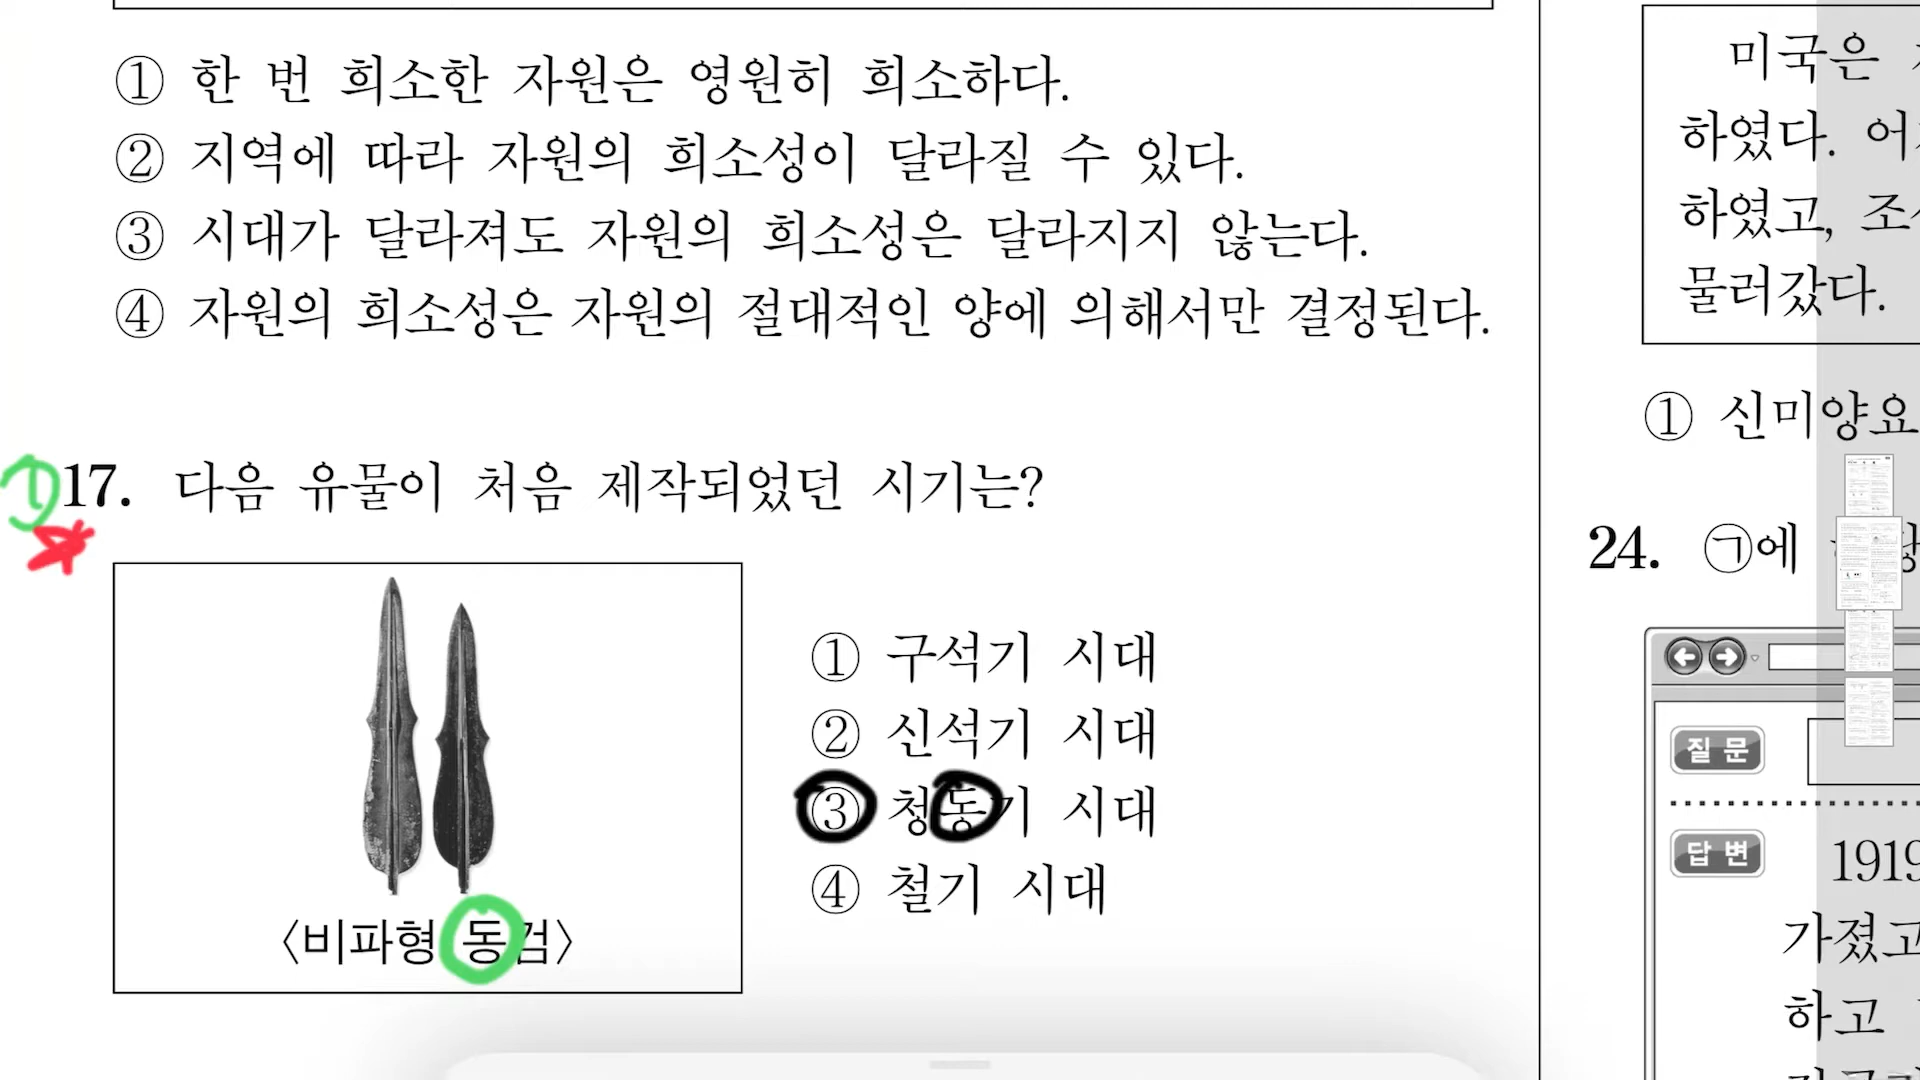 ① 한 번 희소한 자원은 영원히 희소하다.
② 지역에 따라 자원의 희소성이 달라질 수 있다.
③ 시대가 달라져도 자원의 희소성은 달라지지 않는다.
④ 자원의 희소성은 자원의 절대적인 양에 의해서만 결정된다.
17. 다음 유물이 처음 제작되었던 시기는?
〈비파형 동검〉
① 구석기 시대
② 신석기 시대
③ 청동기 시대
④ 철기 시대
미국은
하였다.
하였고,
물러갔다.
① 신미양요
24. ㉠에
질문
답변
1919
하고